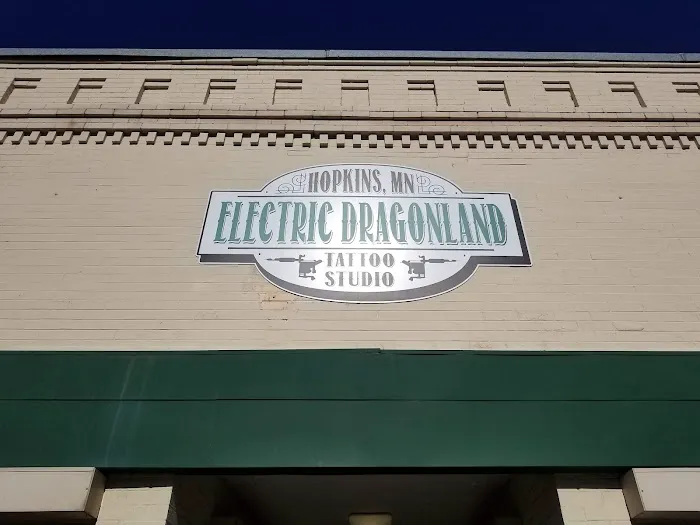 HOPKINS, MN
ELECTRIC DRAGONLAND
TATTOO
STUDIO